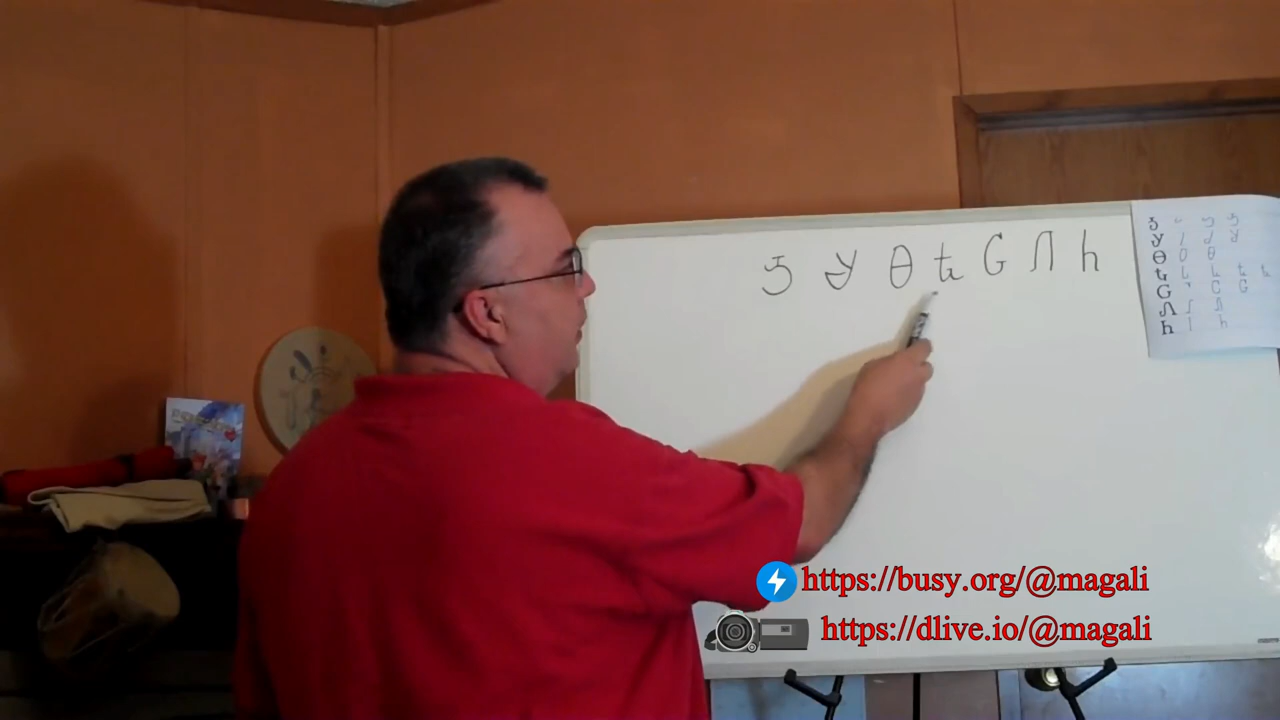 Ꮌ Ꮍ Ꮎ Ꮏ Ꮐ Ꮑ Ꮒ
Ꮌ Ꮌ
Ꮍ Ꮍ
Ꮎ Ꮎ
Ꮏ Ꮏ
Ꮐ Ꮐ
Ꮑ Ꮑ
Ꮒ Ꮒ
https://busy.org/@magali
https://dlive.io/@magali